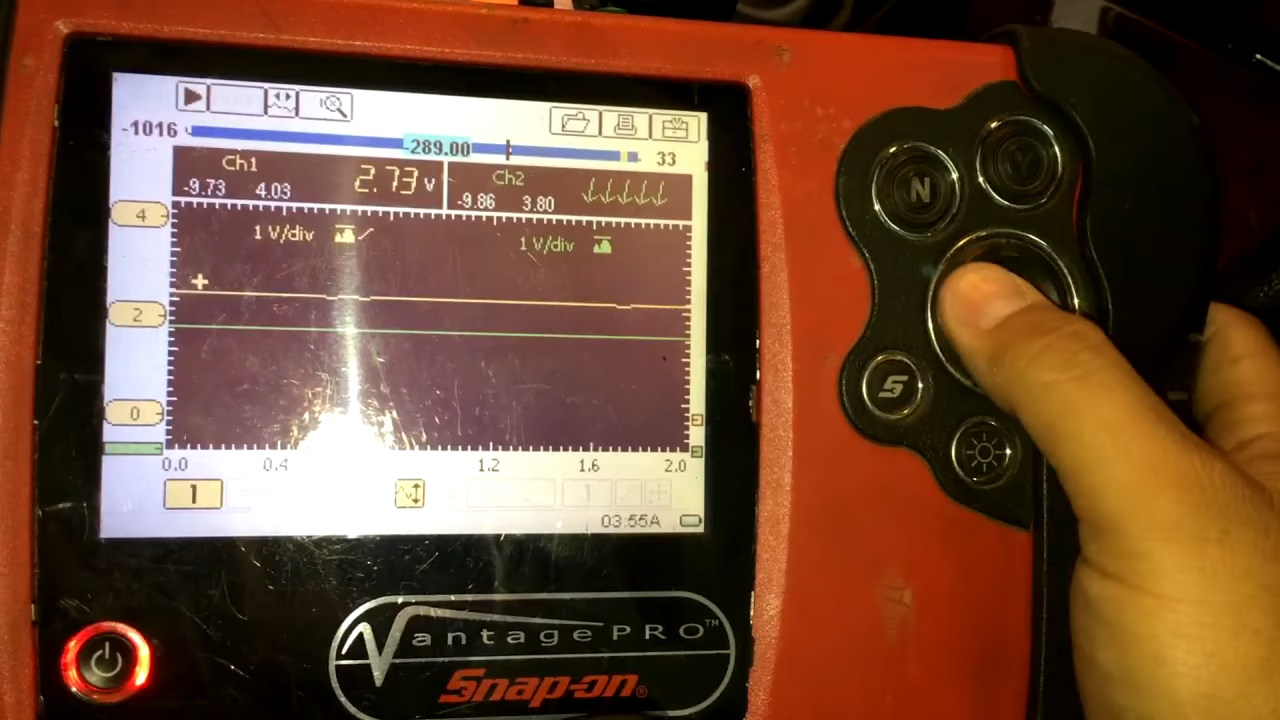 -1016 -289.00 33
Ch1 2.73 V
-9.73 4.03
Ch2
-9.86 3.80
4
1 V/div
1 V/div
2
0
0.0 0.4 1.2 1.6 2.0
1 1
03:55A
VantagePRO™
Snap-on®
N
Y
S